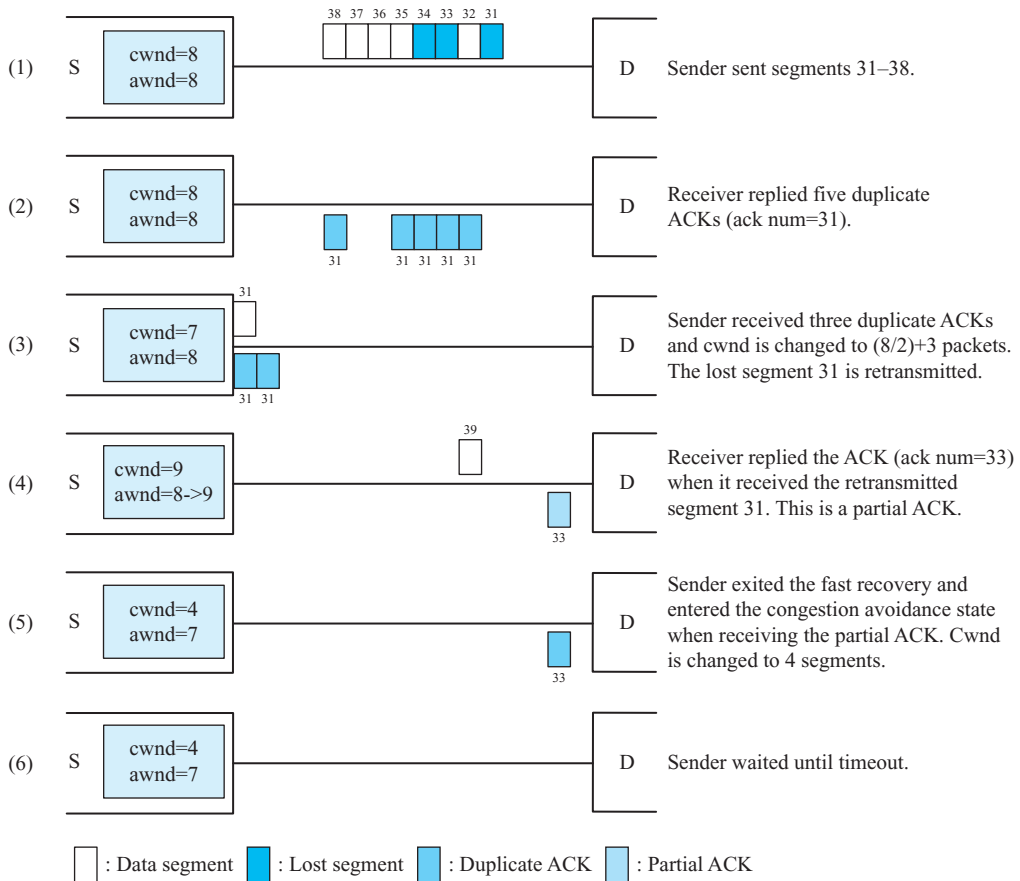 38 37 36 35 34 33 32 31
(1) S cwnd=8 awnd=8 D Sender sent segments 31–38.
(2) S cwnd=8 awnd=8 D Receiver replied five duplicate
ACKs (ack num=31).
31 31 31 31 31
31
(3) S cwnd=7 awnd=8 D Sender received three duplicate ACKs
and cwnd is changed to (8/2)+3 packets.
The lost segment 31 is retransmitted.
31 31
39
(4) S cwnd=9 awnd=8->9 D Receiver replied the ACK (ack num=33)
when it received the retransmitted
segment 31. This is a partial ACK.
33
(5) S cwnd=4 awnd=7 D Sender exited the fast recovery and
entered the congestion avoidance state
when receiving the partial ACK. Cwnd
is changed to 4 segments.
33
(6) S cwnd=4 awnd=7 D Sender waited until timeout.
: Data segment : Lost segment : Duplicate ACK : Partial ACK